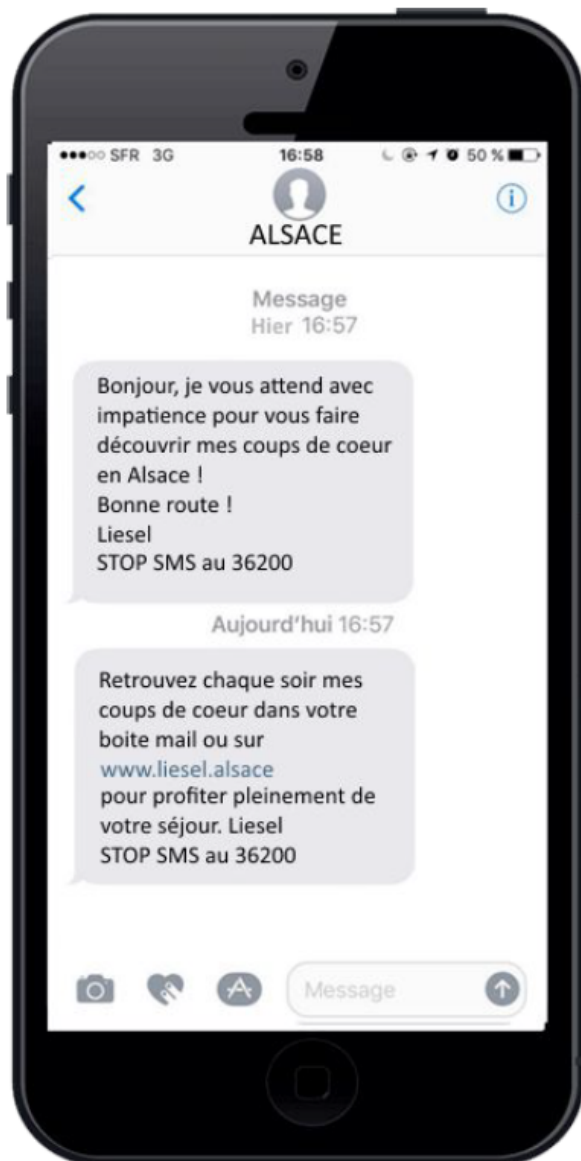 SFR 3G 16:58 50 %
ALSACE
Message
Hier 16:57
Bonjour, je vous attend avec
impatience pour vous faire
découvrir mes coups de coeur
en Alsace !
Bonne route !
Liesel
STOP SMS au 36200
Aujourd'hui 16:57
Retrouvez chaque soir mes
coups de coeur dans votre
boite mail ou sur
www.liesel.alsace
pour profiter pleinement de
votre séjour. Liesel
STOP SMS au 36200
Message